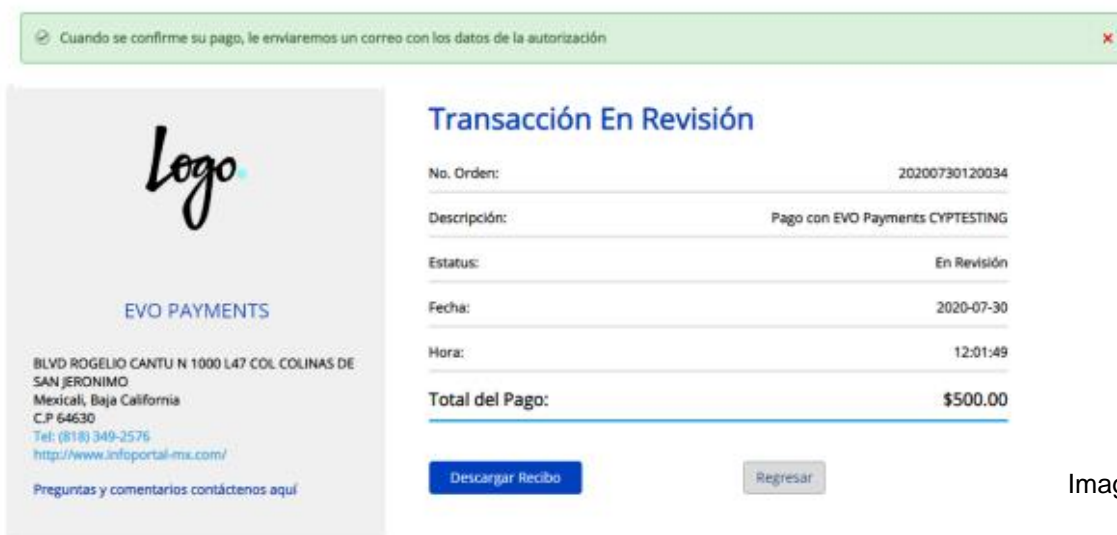 Cuando se confirme su pago, le enviaremos un correo con los datos de la autorización
Logo.
EVO PAYMENTS
BLVD ROGELIO CANTU N 1000 L47 COL COLINAS DE
SAN JERONIMO
Mexicali, Baja California
C.P 64630
Tel: (818) 349-2576
http://www.infoportal-mx.com/
Preguntas y comentarios contáctenos aquí
Transacción En Revisión
No. Orden: 20200730120034
Descripción: Pago con EVO Payments CYPTESTING
Estatus: En Revisión
Fecha: 2020-07-30
Hora: 12:01:49
Total del Pago: $500.00
Descargar Recibo Regresar
Imag